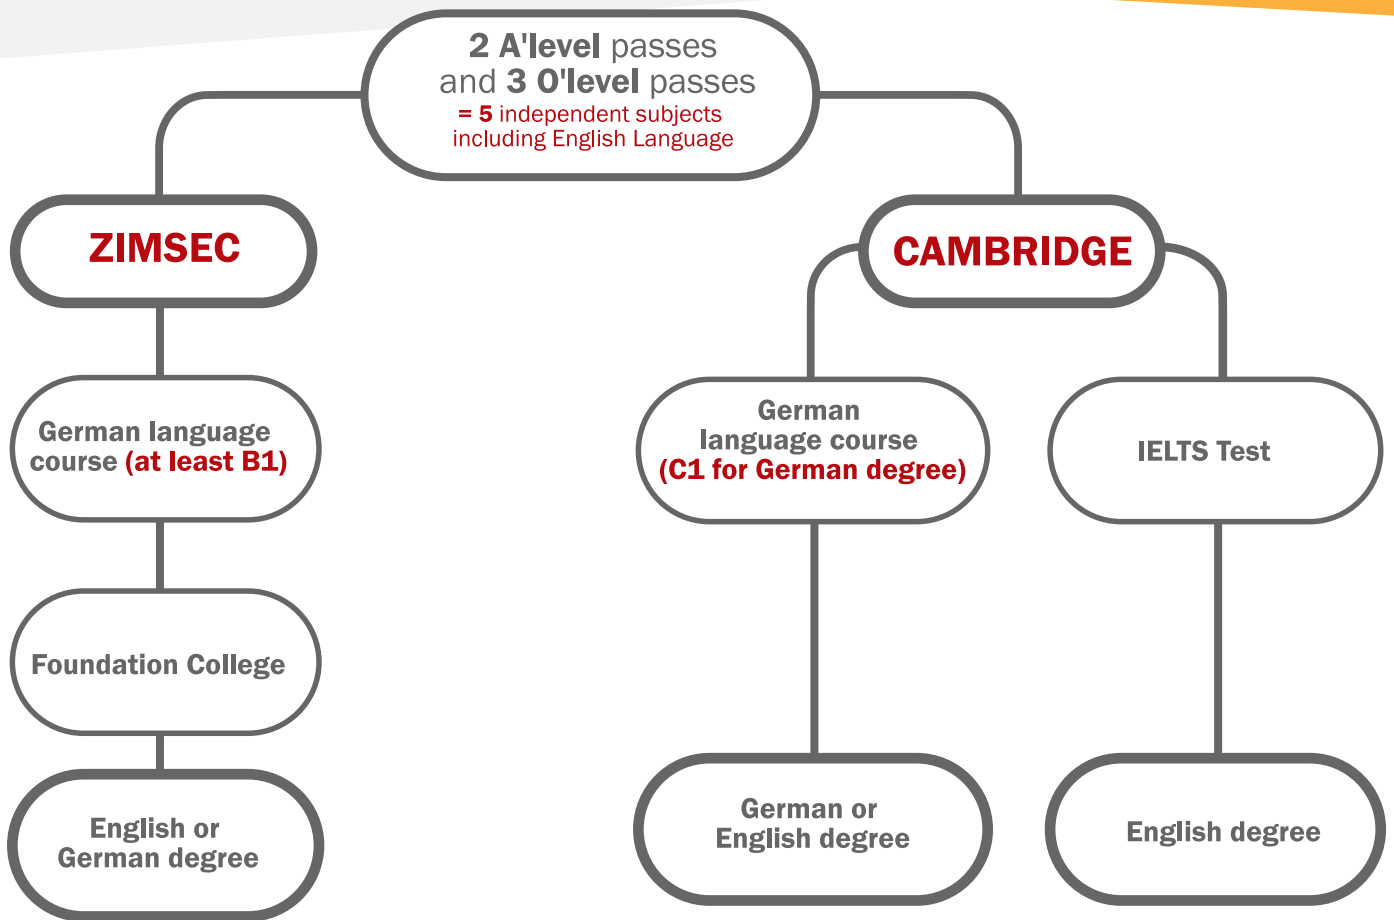 2 A'level passes
and 3 O'level passes
= 5 independent subjects
including English Language
ZIMSEC
CAMBRIDGE
German language
course (at least B1)
German
language course
(C1 for German degree)
IELTS Test
Foundation College
English or
German degree
German or
English degree
English degree